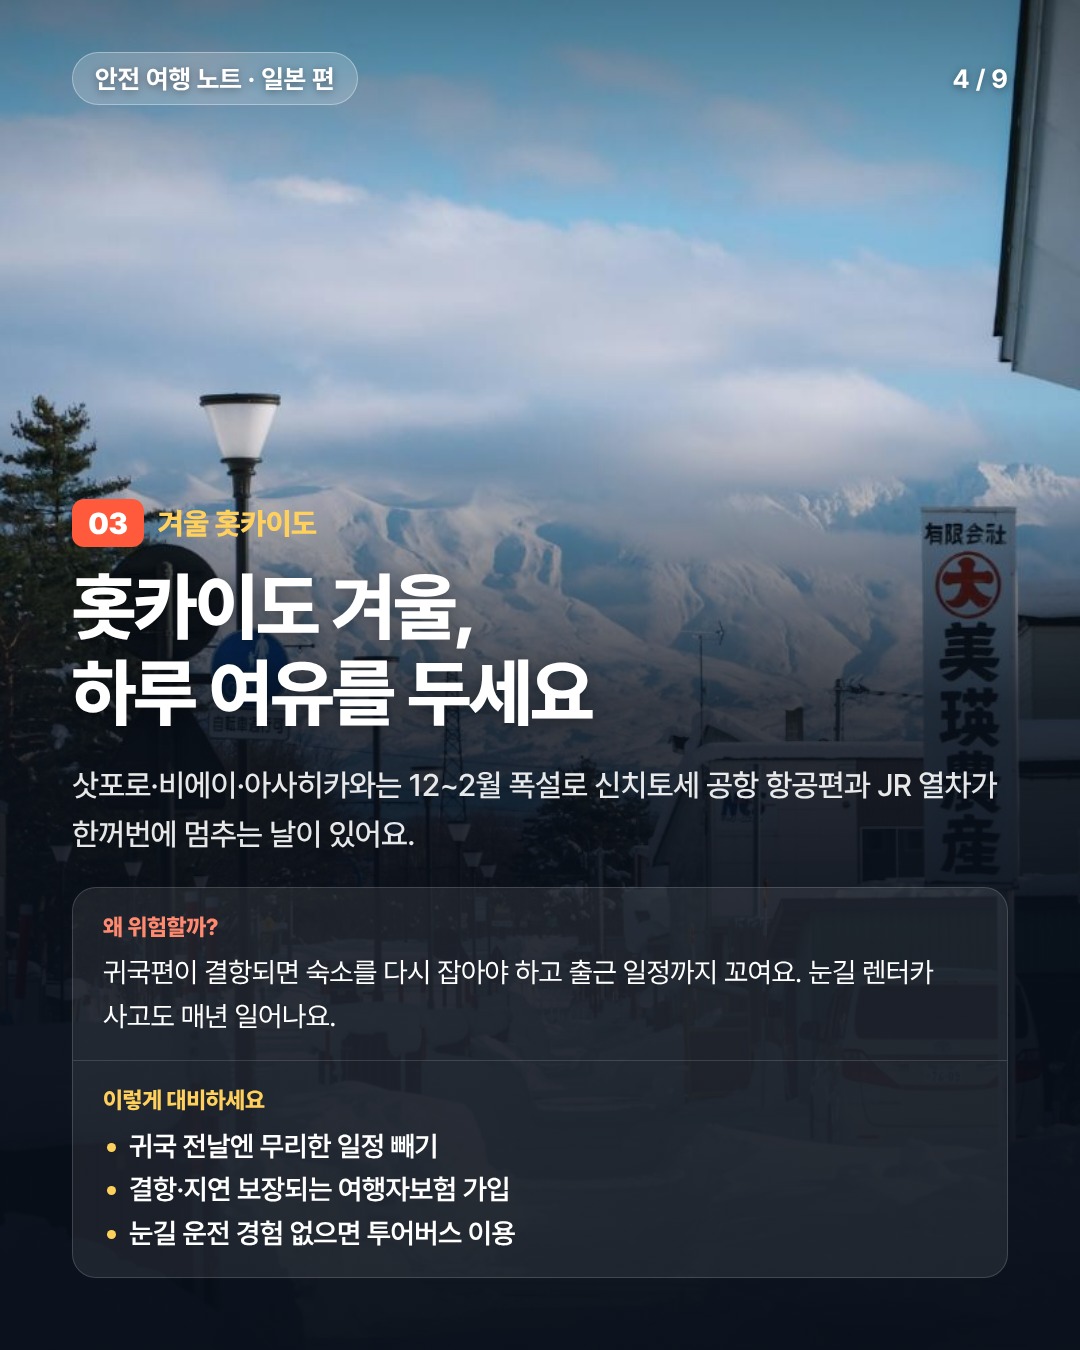 안전 여행 노트 · 일본 편
4 / 9
03 겨울 홋카이도
홋카이도 겨울,
하루 여유를 두세요
삿포로·비에이·아사히카와는 12~2월 폭설로 신치토세 공항 항공편과 JR 열차가
한꺼번에 멈추는 날이 있어요.
왜 위험할까?
귀국편이 결항되면 숙소를 다시 잡아야 하고 출근 일정까지 꼬여요. 눈길 렌터카
사고도 매년 일어나요.
이렇게 대비하세요
• 귀국 전날엔 무리한 일정 빼기
• 결항·지연 보장되는 여행자보험 가입
• 눈길 운전 경험 없으면 투어버스 이용
有限会社
大
美瑛農産